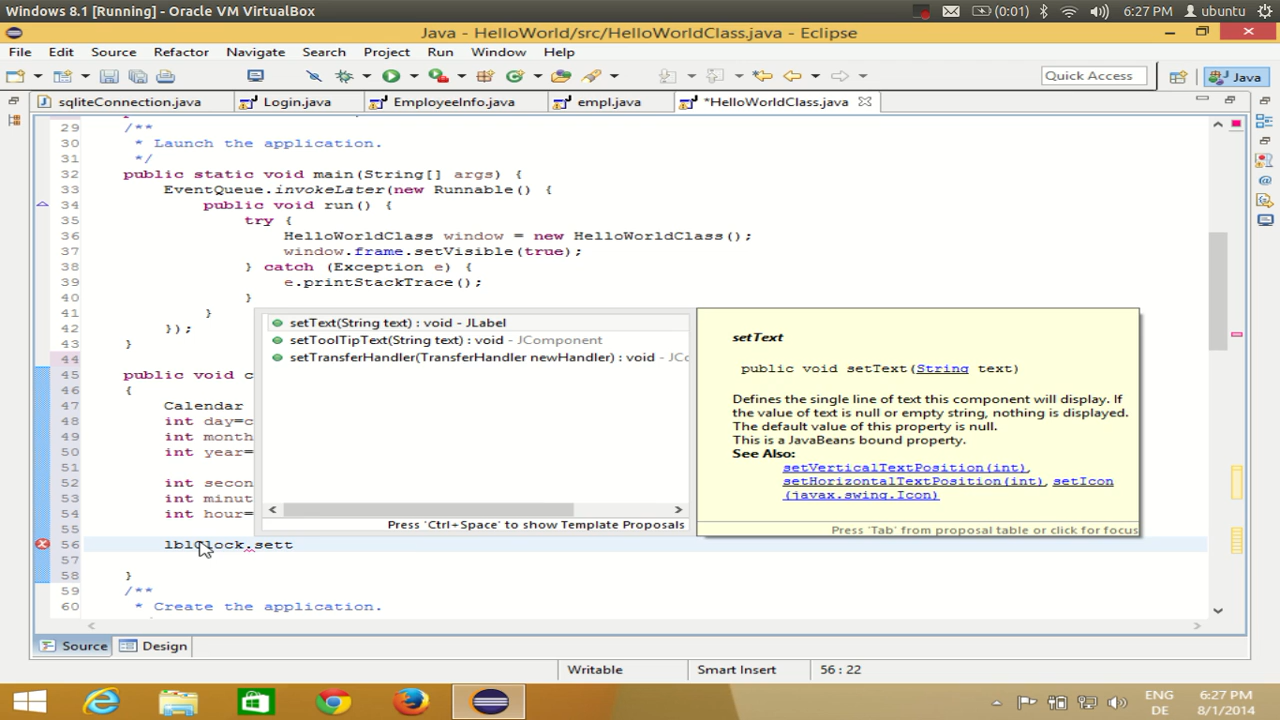 Windows 8.1 [Running] - Oracle VM VirtualBox
(0:01) 6:27 PM ubuntu
Java - HelloWorld/src/HelloWorldClass.java - Eclipse
File Edit Source Refactor Navigate Search Project Run Window Help
Quick Access Java
sqliteConnection.java Login.java EmployeeInfo.java empl.java *HelloWorldClass.java
29 /**
30 * Launch the application.
31 */
32 public static void main(String[] args) {
33 EventQueue.invokeLater(new Runnable() {
34 public void run() {
35 try {
36 HelloWorldClass window = new HelloWorldClass();
37 window.frame.setVisible(true);
38 } catch (Exception e) {
39 e.printStackTrace();
40 }
41 }
42 });
43 }
44
45 public void c
46 {
47 Calendar
48 int day=c
49 int month
50 int year=
51
52 int secon
53 int minut
54 int hour=
55
56 lblClock.sett
57
58 }
59 /**
60 * Create the application.
setText(String text) : void - JLabel
setToolTipText(String text) : void - JComponent
setTransferHandler(TransferHandler newHandler) : void - JCo
Press 'Ctrl+Space' to show Template Proposals
setText
public void setText(String text)
Defines the single line of text this component will display. If
the value of text is null or empty string, nothing is displayed.
The default value of this property is null.
This is a JavaBeans bound property.
See Also:
setVerticalTextPosition(int),
setHorizontalTextPosition(int), setIcon
(javax.swing.Icon)
Press 'Tab' from proposal table or click for focus
Source Design
Writable Smart Insert 56 : 22
ENG 6:27 PM
DE 8/1/2014